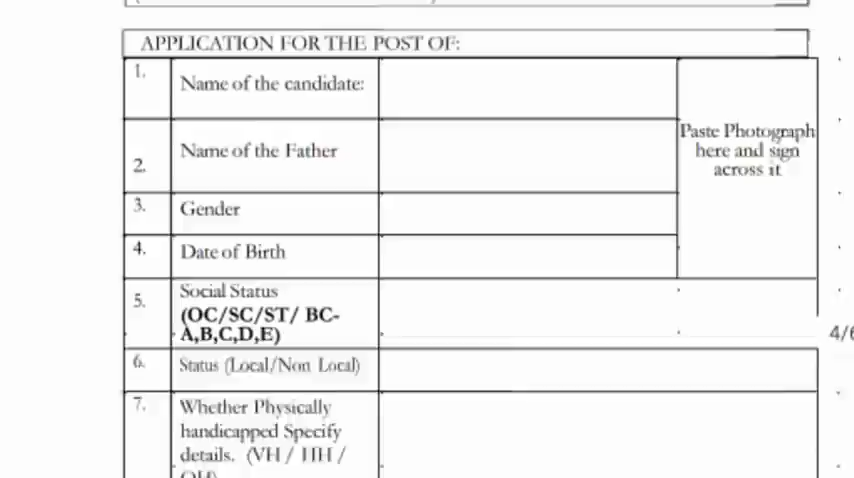 APPLICATION FOR THE POST OF:
1.
Name of the candidate:
Paste Photograph
here and sign
across it
2.
Name of the Father
3.
Gender
4.
Date of Birth
5.
Social Status
(OC/SC/ST/ BC-
A,B,C,D,E)
4/6
6.
Status (Local/Non Local)
7.
Whether Physically
handicapped Specify
details. (VH / HH /
OH)